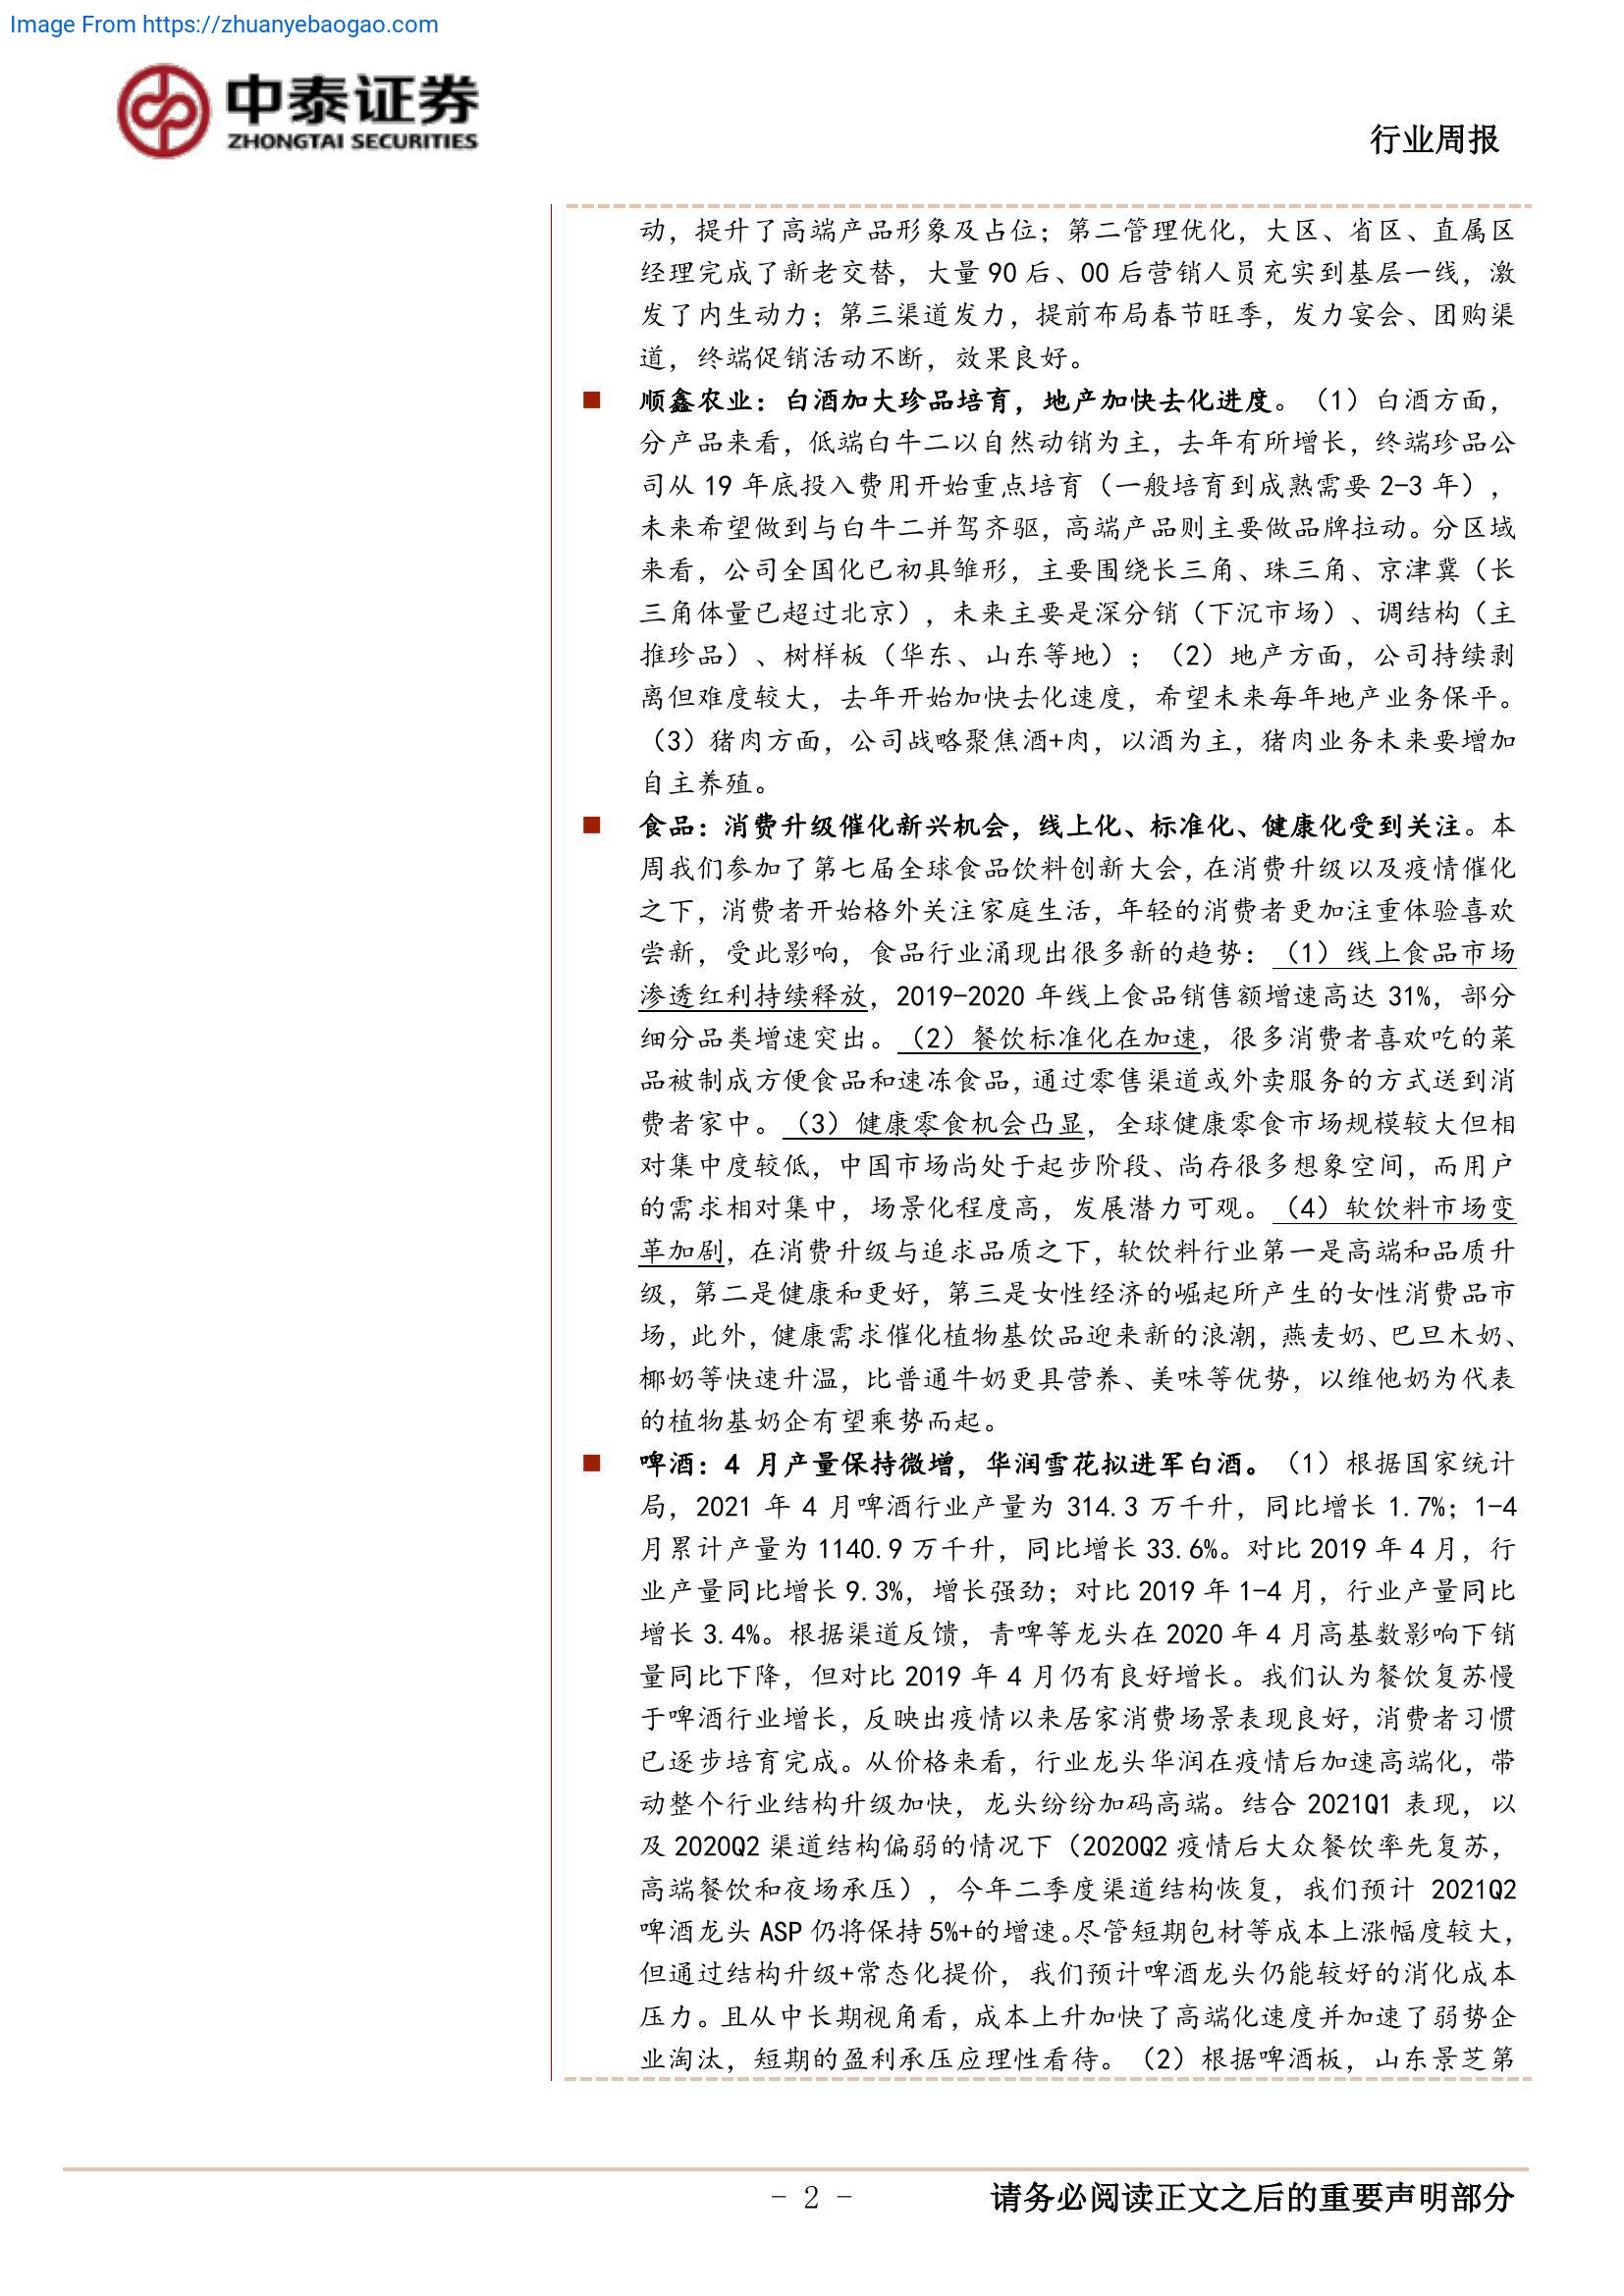 Image From https://zhuanyebaogao.com
中泰证券
ZHONGTAI SECURITIES
行业周报
动，提升了高端产品形象及占位；第二管理优化，大区、省区、直属区
经理完成了新老交替，大量 90 后、00 后营销人员充实到基层一线，激
发了内生动力；第三渠道发力，提前布局春节旺季，发力宴会、团购渠
道，终端促销活动不断，效果良好。
■ 顺鑫农业：白酒加大珍品培育，地产加快去化进度。（1）白酒方面，
分产品来看，低端白牛二以自然动销为主，去年有所增长，终端珍品公
司从 19 年底投入费用开始重点培育（一般培育到成熟需要 2-3 年），
未来希望做到与白牛二并驾齐驱，高端产品则主要做品牌拉动。分区域
来看，公司全国化已初具雏形，主要围绕长三角、珠三角、京津冀（长
三角体量已超过北京），未来主要是深分销（下沉市场）、调结构（主
推珍品）、树样板（华东、山东等地）；（2）地产方面，公司持续剥
离但难度较大，去年开始加快去化速度，希望未来每年地产业务保平。
（3）猪肉方面，公司战略聚焦酒+肉，以酒为主，猪肉业务未来要增加
自主养殖。
■ 食品：消费升级催化新兴机会，线上化、标准化、健康化受到关注。本
周我们参加了第七届全球食品饮料创新大会，在消费升级以及疫情催化
之下，消费者开始格外关注家庭生活，年轻的消费者更加注重体验喜欢
尝新，受此影响，食品行业涌现出很多新的趋势：（1）线上食品市场
渗透红利持续释放，2019-2020 年线上食品销售额增速高达 31%，部分
细分品类增速突出。（2）餐饮标准化在加速，很多消费者喜欢吃的菜
品被制成方便食品和速冻食品，通过零售渠道或外卖服务的方式送到消
费者家中。（3）健康零食机会凸显，全球健康零食市场规模较大但相
对集中度较低，中国市场尚处于起步阶段、尚存很多想象空间，而用户
的需求相对集中，场景化程度高，发展潜力可观。（4）软饮料市场变
革加剧，在消费升级与追求品质之下，软饮料行业第一是高端和品质升
级，第二是健康和更好，第三是女性经济的崛起所产生的女性消费品市
场，此外，健康需求催化植物基饮品迎来新的浪潮，燕麦奶、巴旦木奶、
椰奶等快速升温，比普通牛奶更具营养、美味等优势，以维他奶为代表
的植物基奶企有望乘势而起。
■ 啤酒：4 月产量保持微增，华润雪花拟进军白酒。（1）根据国家统计
局，2021 年 4 月啤酒行业产量为 314.3 万千升，同比增长 1.7%；1-4
月累计产量为 1140.9 万千升，同比增长 33.6%。对比 2019 年 4 月，行
业产量同比增长 9.3%，增长强劲；对比 2019 年 1-4 月，行业产量同比
增长 3.4%。根据渠道反馈，青啤等龙头在 2020 年 4 月高基数影响下销
量同比下降，但对比 2019 年 4 月仍有良好增长。我们认为餐饮复苏慢
于啤酒行业增长，反映出疫情以来居家消费场景表现良好，消费者习惯
已逐步培育完成。从价格来看，行业龙头华润在疫情后加速高端化，带
动整个行业结构升级加快，龙头纷纷加码高端。结合 2021Q1 表现，以
及 2020Q2 渠道结构偏弱的情况下（2020Q2 疫情后大众餐饮率先复苏，
高端餐饮和夜场承压），今年二季度渠道结构恢复，我们预计 2021Q2
啤酒龙头 ASP 仍将保持 5%+的增速。尽管短期包材等成本上涨幅度较大，
但通过结构升级+常态化提价，我们预计啤酒龙头仍能较好的消化成本
压力。且从中长期视角看，成本上升加快了高端化速度并加速了弱势企
业淘汰，短期的盈利承压应理性看待。（2）根据啤酒板，山东景芝第
- 2 -
请务必阅读正文之后的重要声明部分